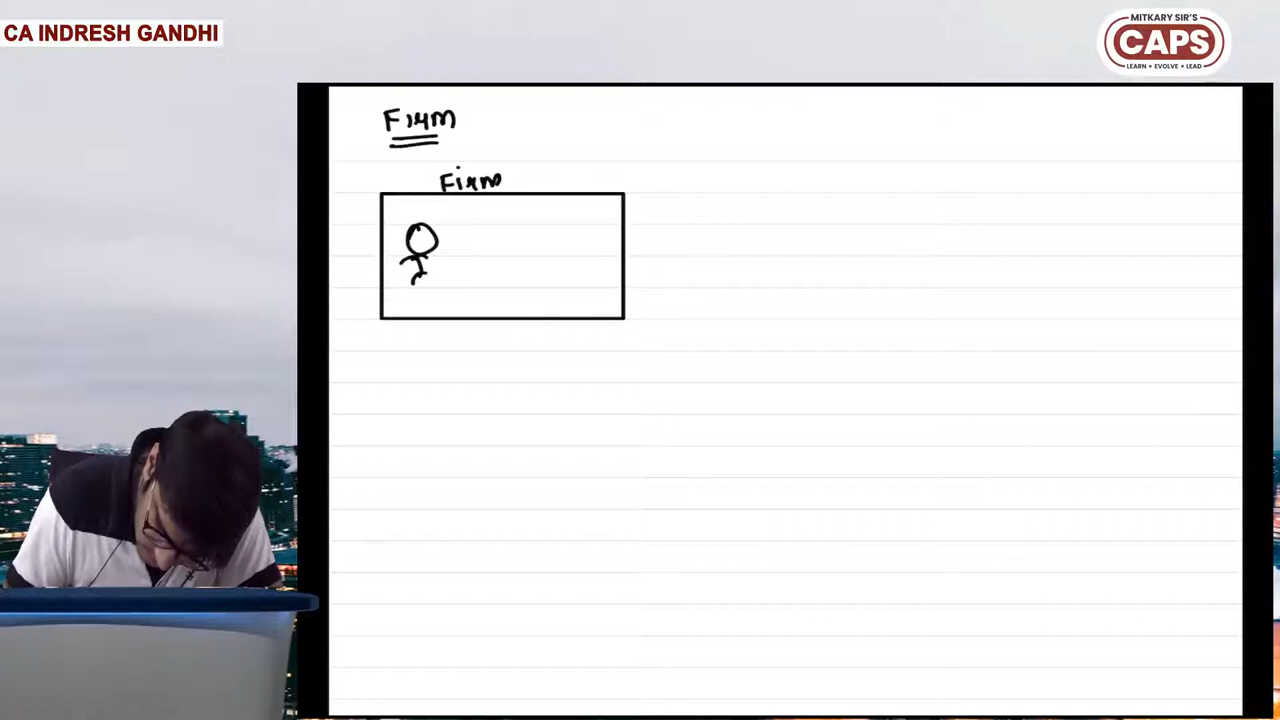 CA INDRESH GANDHI
MITKARY SIR'S
CAPS
LEARN • EVOLVE • LEAD
Firm
Firm